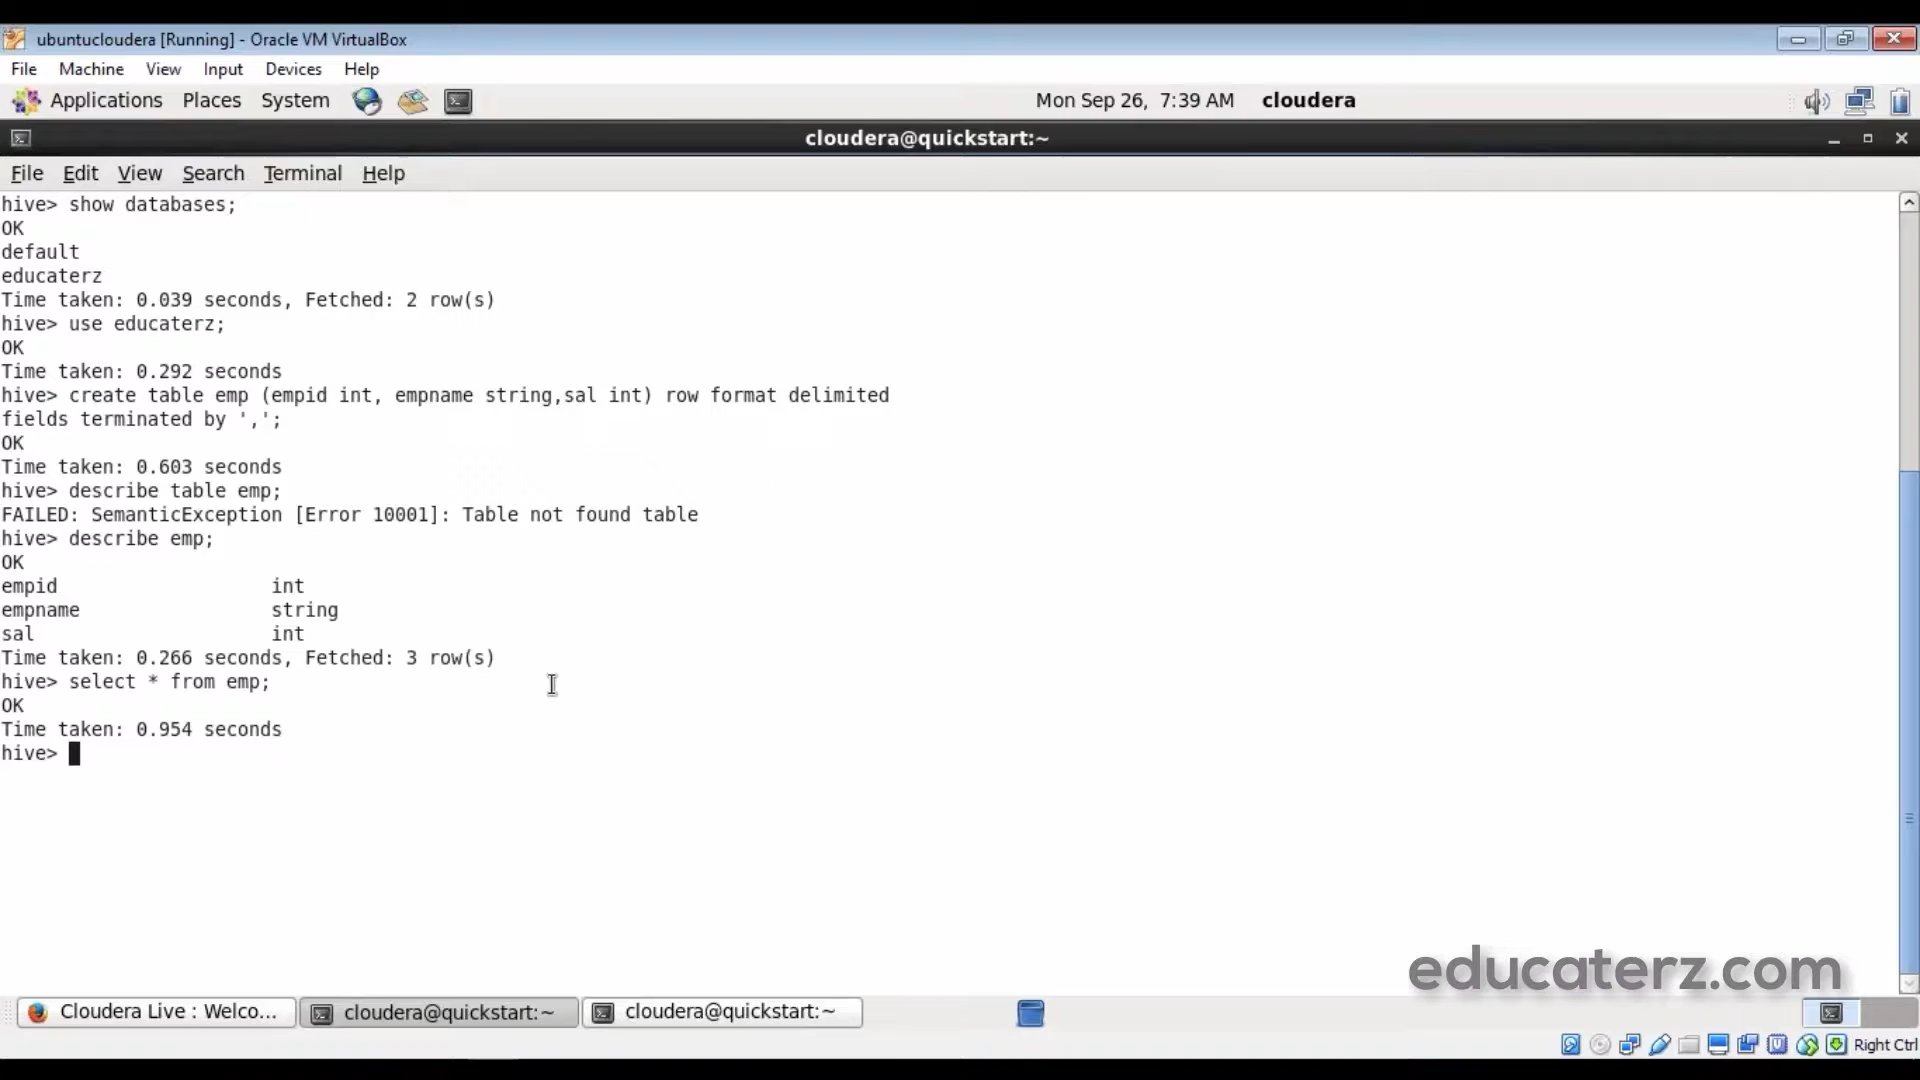 ubuntucloudera [Running] - Oracle VM VirtualBox
File Machine View Input Devices Help
Applications Places System Mon Sep 26, 7:39 AM cloudera
cloudera@quickstart:~
File Edit View Search Terminal Help
hive> show databases;
OK
default
educaterz
Time taken: 0.039 seconds, Fetched: 2 row(s)
hive> use educaterz;
OK
Time taken: 0.292 seconds
hive> create table emp (empid int, empname string,sal int) row format delimited
fields terminated by ',';
OK
Time taken: 0.603 seconds
hive> describe table emp;
FAILED: SemanticException [Error 10001]: Table not found table
hive> describe emp;
OK
empid int
empname string
sal int
Time taken: 0.266 seconds, Fetched: 3 row(s)
hive> select * from emp;
OK
Time taken: 0.954 seconds
hive>
educaterz.com
Cloudera Live : Welco... cloudera@quickstart:~ cloudera@quickstart:~
Right Ctrl